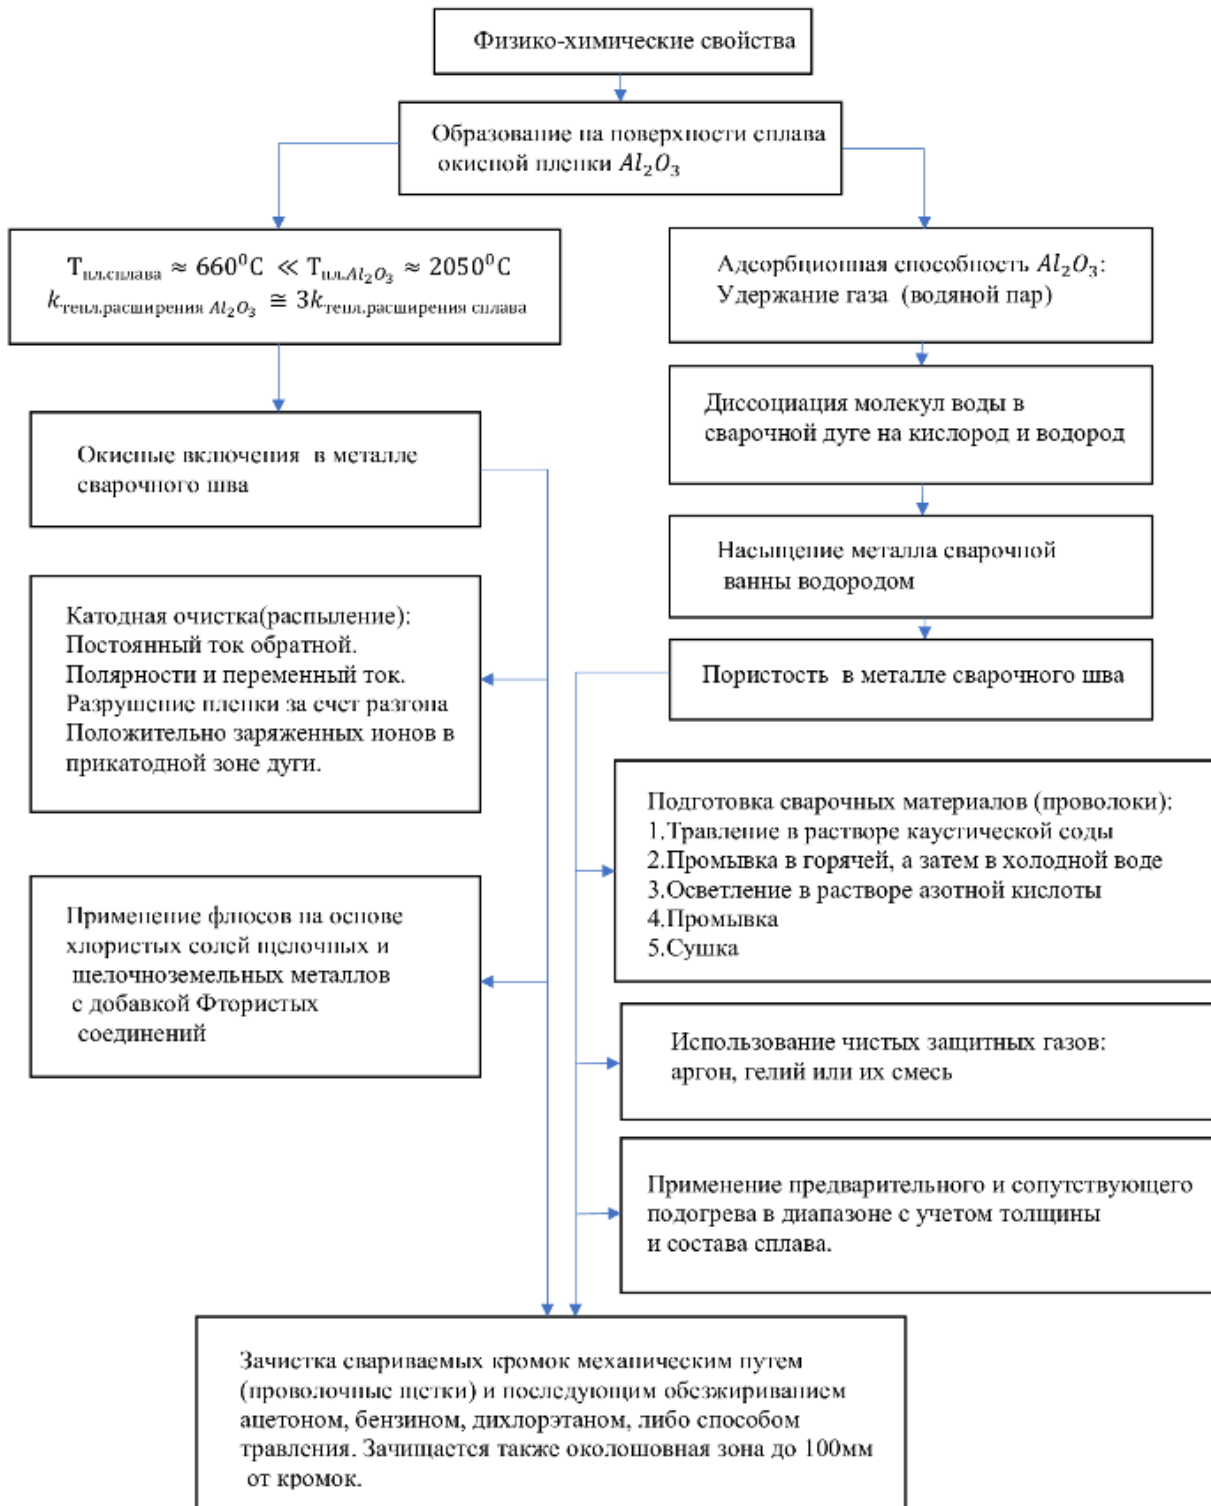 Физико-химические свойства
Образование на поверхности сплава
окисной пленки Al₂O₃
Tпл.сплава ≈ 660⁰C ≪ Tпл.Al₂O₃ ≈ 2050⁰C
kтепл.расширения Al₂O₃ ≅ 3kтепл.расширения сплава
Адсорбционная способность Al₂O₃:
Удержание газа (водяной пар)
Диссоциация молекул воды в
сварочной дуге на кислород и водород
Окисные включения в металле
сварочного шва
Насыщение металла сварочной
ванны водородом
Катодная очистка(распыление):
Постоянный ток обратной.
Полярности и переменный ток.
Разрушение пленки за счет разгона
Положительно заряженных ионов в
прикатодной зоне дуги.
Пористость в металле сварочного шва
Подготовка сварочных материалов (проволоки):
1.Травление в растворе каустической соды
2.Промывка в горячей, а затем в холодной воде
3.Осветление в растворе азотной кислоты
4.Промывка
5.Сушка
Применение флюсов на основе
хлористых солей щелочных и
щелочноземельных металлов
с добавкой Фтористых
соединений
Использование чистых защитных газов:
аргон, гелий или их смесь
Применение предварительного и сопутствующего
подогрева в диапазоне с учетом толщины
и состава сплава.
Зачистка свариваемых кромок механическим путем
(проволочные щетки) и последующим обезжириванием
ацетоном, бензином, дихлорэтаном, либо способом
травления. Зачищается также околошовная зона до 100мм
от кромок.